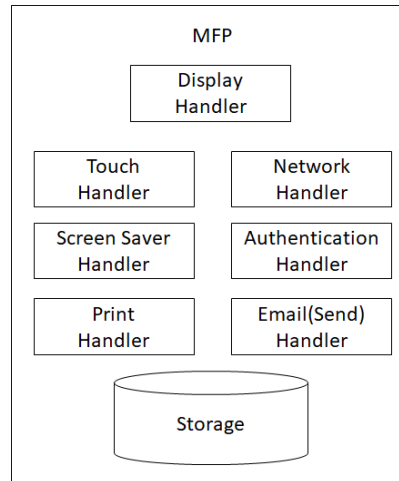 MFP
Display
Handler
Touch
Handler
Network
Handler
Screen Saver
Handler
Authentication
Handler
Print
Handler
Email(Send)
Handler
Storage